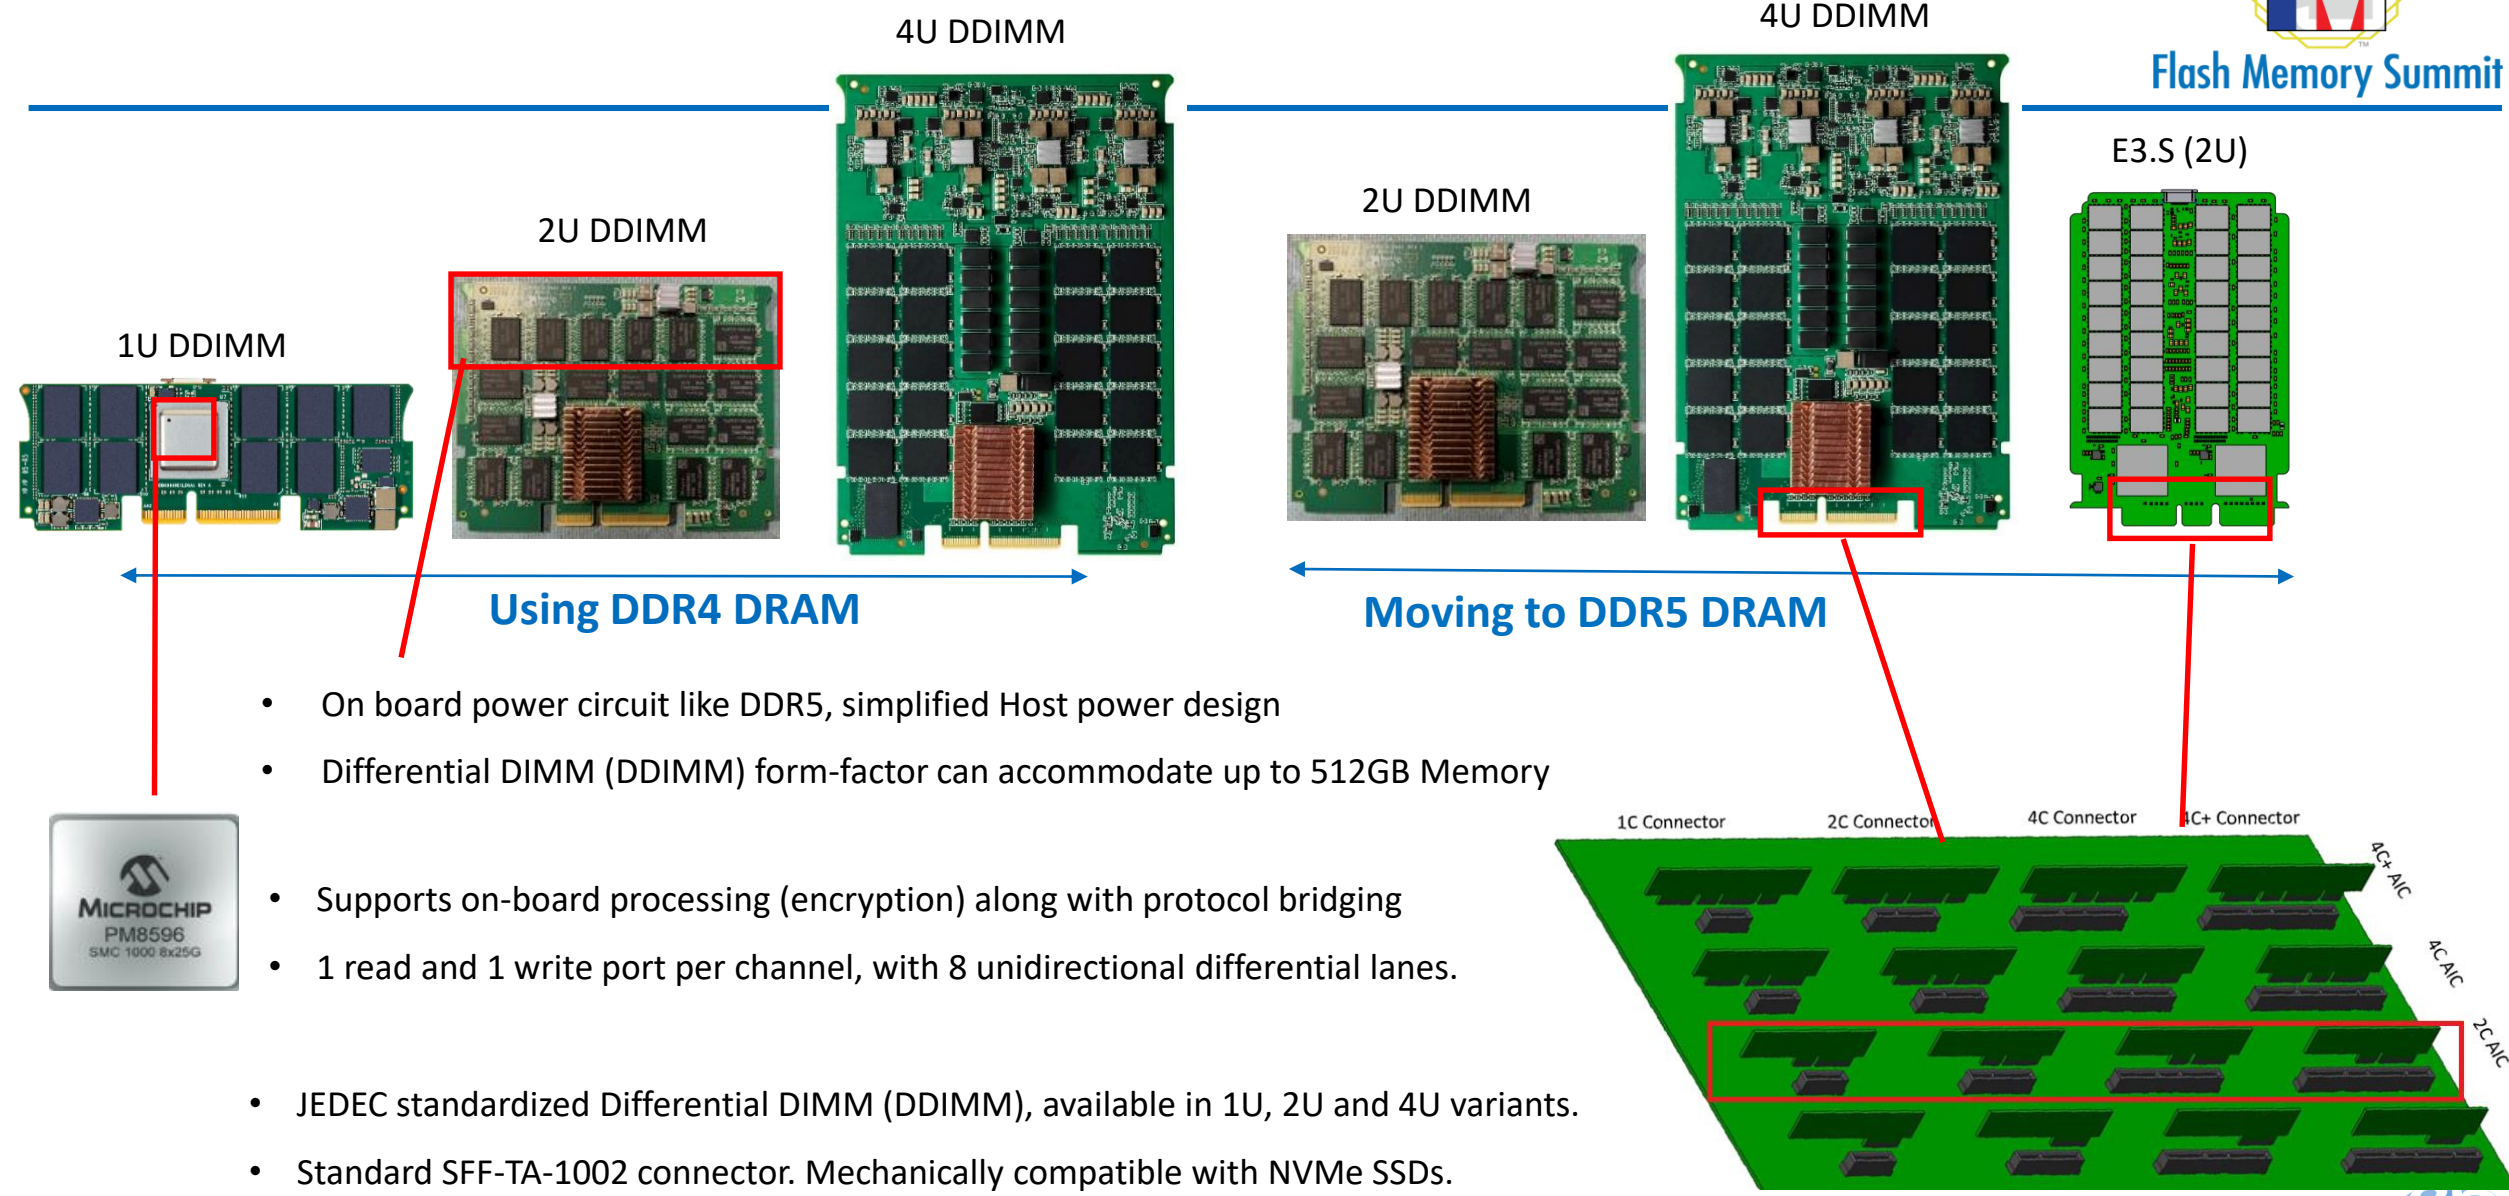 4U DDIMM
4U DDIMM
Flash Memory Summit
E3.S (2U)
2U DDIMM
2U DDIMM
1U DDIMM
Using DDR4 DRAM
Moving to DDR5 DRAM
• On board power circuit like DDR5, simplified Host power design
• Differential DIMM (DDIMM) form-factor can accommodate up to 512GB Memory
1C Connector
2C Connector
4C Connector
4C+ Connector
4C+ AIC
4C AIC
2C AIC
MICROCHIP
PM8596
SMC 1000 8x25G
• Supports on-board processing (encryption) along with protocol bridging
• 1 read and 1 write port per channel, with 8 unidirectional differential lanes.
• JEDEC standardized Differential DIMM (DDIMM), available in 1U, 2U and 4U variants.
• Standard SFF-TA-1002 connector. Mechanically compatible with NVMe SSDs.